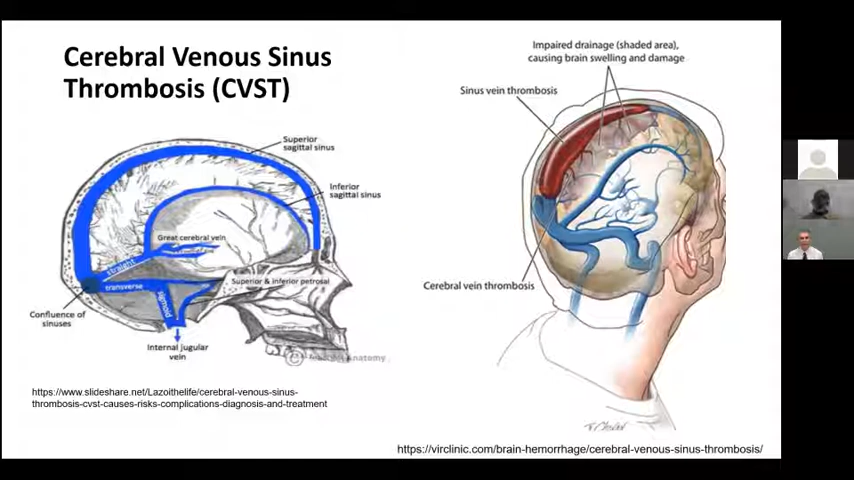 Cerebral Venous Sinus
Thrombosis (CVST)
Superior
sagittal sinus
Inferior
sagittal sinus
Great cerebral vein
straight
transverse
sigmoid
Superior & inferior petrosal
Confluence of
sinuses
Internal jugular
vein
Anatomy
https://www.slideshare.net/Lazoithelife/cerebral-venous-sinus-
thrombosis-cvst-causes-risks-complications-diagnosis-and-treatment
Impaired drainage (shaded area),
causing brain swelling and damage
Sinus vein thrombosis
Cerebral vein thrombosis
https://virclinic.com/brain-hemorrhage/cerebral-venous-sinus-thrombosis/